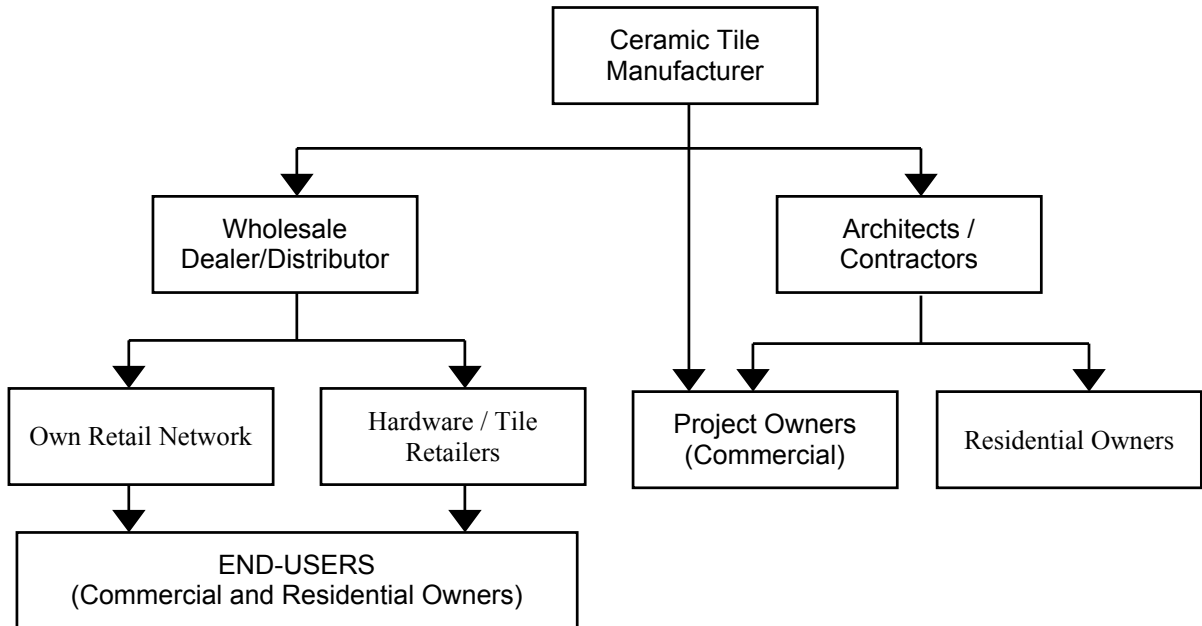 Ceramic Tile
Manufacturer
Wholesale
Dealer/Distributor
Architects /
Contractors
Own Retail Network
Hardware / Tile
Retailers
Project Owners
(Commercial)
Residential Owners
END-USERS
(Commercial and Residential Owners)